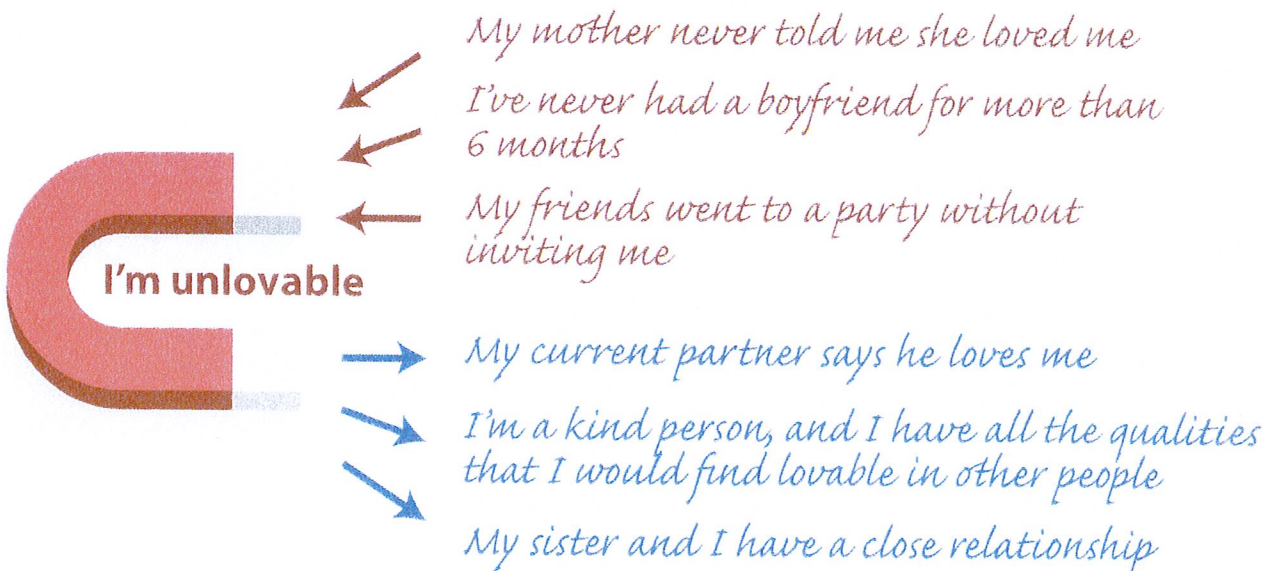 My mother never told me she loved me
I've never had a boyfriend for more than
6 months
My friends went to a party without
inviting me
I'm unlovable
My current partner says he loves me
I'm a kind person, and I have all the qualities
that I would find lovable in other people
My sister and I have a close relationship